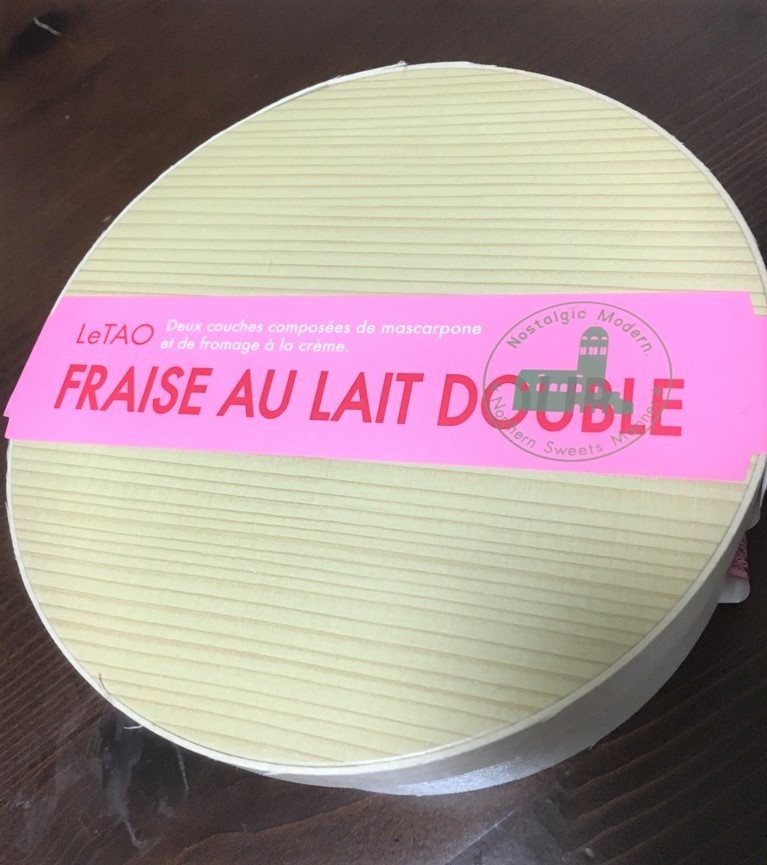 LeTAO
Deux couches composées de mascarpone
et de fromage à la crème.
FRAISE AU LAIT DOUBLE
Nostalgic Modern.
Northern Sweets